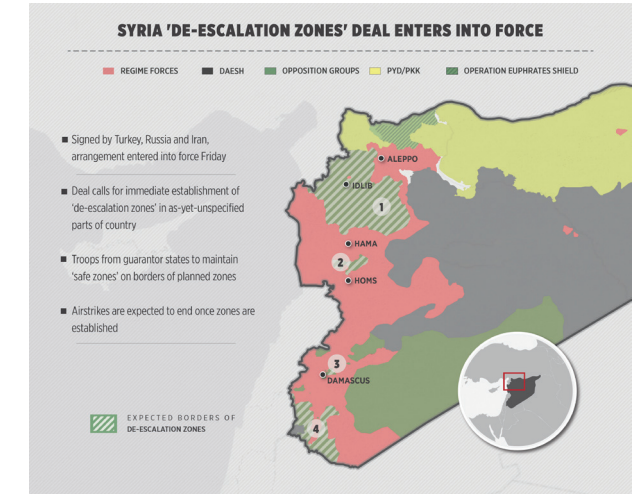 SYRIA 'DE-ESCALATION ZONES' DEAL ENTERS INTO FORCE
REGIME FORCES
DAESH
OPPOSITION GROUPS
PYD/PKK
OPERATION EUPHRATES SHIELD
Signed by Turkey, Russia and Iran,
arrangement entered into force Friday
Deal calls for immediate establishment of
'de-escalation zones' in as-yet-unspecified
parts of country
Troops from guarantor states to maintain
'safe zones' on borders of planned zones
Airstrikes are expected to end once zones are
established
ALEPPO
IDLIB
1
HAMA
2
HOMS
3
DAMASCUS
4
EXPECTED BORDERS OF
DE-ESCALATION ZONES